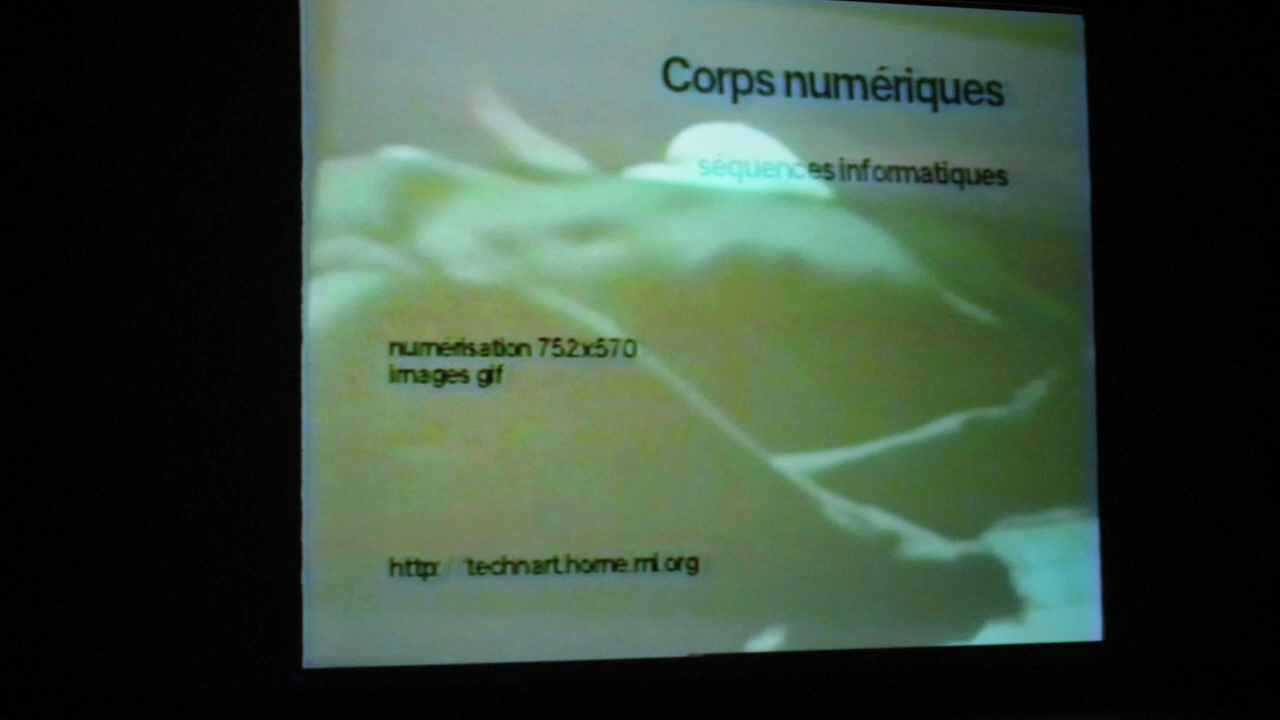 Corps numériques
séquences informatiques
numérisation 752x570
images gif
http://technart.home.ml.org